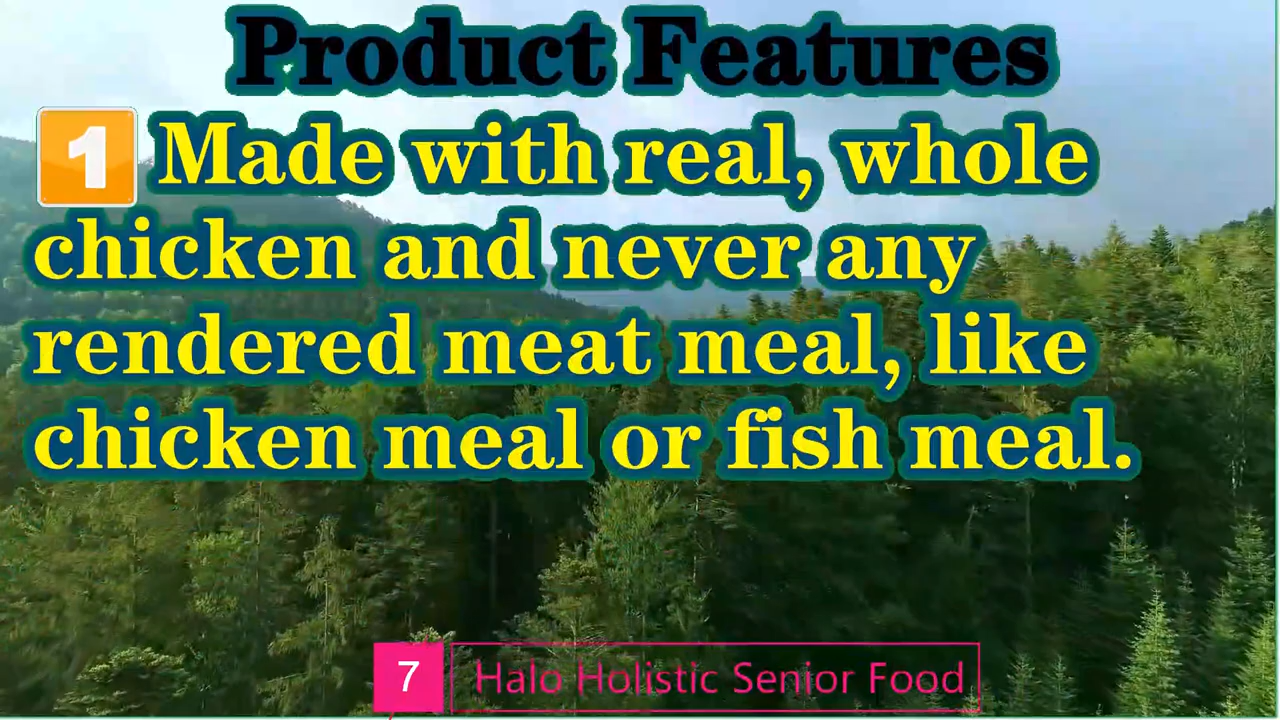 Product Features
1 Made with real, whole
chicken and never any
rendered meat meal, like
chicken meal or fish meal.
7 Halo Holistic Senior Food